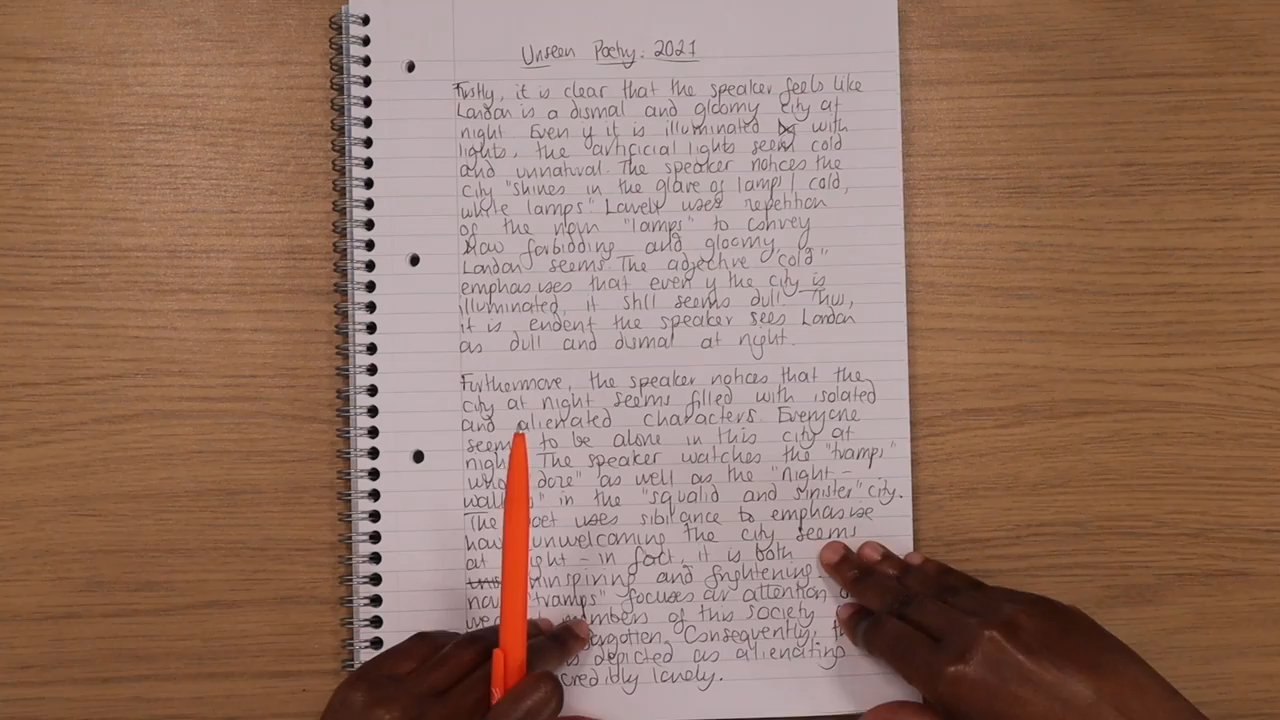 Unseen Poetry: 2021
Firstly, it is clear that the speaker feels like
London is a dismal and gloomy city at
night. Even if it is illuminated with
lights, the artificial lights seem cold
and unnatural. The speaker notices the
city "shines in the glare of lamps / cold,
white lamps". Lovely uses repetition
of the noun "lamps" to convey
how forbidding and gloomy
London seems. The adjective "cold"
emphasises that even if the city is
illuminated, it still seems dull. Thus,
it is evident the speaker sees London
as dull and dismal at night.
Furthermore, the speaker notices that the
city at night seems filled with isolated
and alienated characters. Everyone
seems to be alone in this city at
night. The speaker watches the "tramps"
who doze" as well as the "night-
in the "squalid and sinister" city.
The poet uses sibilance to emphasise
how unwelcoming the city seems
at night - in fact, it is both
uninspiring and frightening.
noun "tramps" focuses our attention
members of this society
forgotten. Consequently,
depicted as alienating
incredibly lonely.